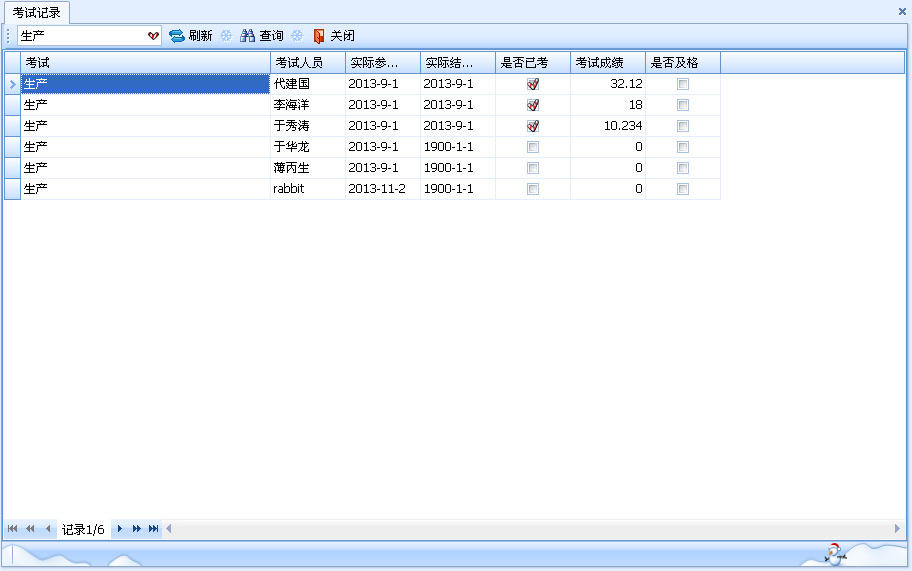 考试记录
生产 刷新 查询 关闭
考试 考试人员 实际参... 实际结... 是否已考 考试成绩 是否及格
生产 代建国 2013-9-1 2013-9-1 32.12
生产 李海洋 2013-9-1 2013-9-1 18
生产 于秀涛 2013-9-1 2013-9-1 10.234
生产 于华龙 2013-9-1 1900-1-1 0
生产 薄丙生 2013-9-1 1900-1-1 0
生产 rabbit 2013-11-2 1900-1-1 0
记录1/6